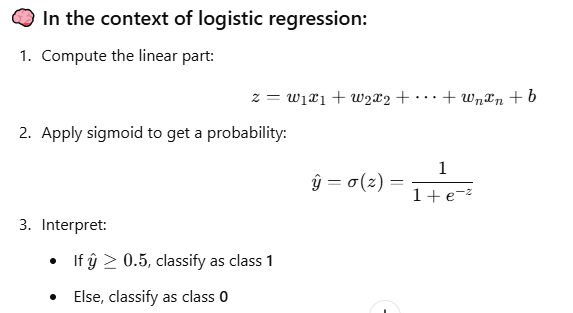 🧠 In the context of logistic regression:
1. Compute the linear part:
z = w₁x₁ + w₂x₂ + ⋯ + wₙxₙ + b
2. Apply sigmoid to get a probability:
ŷ = σ(z) = 1 / (1 + e⁻ᶻ)
3. Interpret:
• If ŷ ≥ 0.5, classify as class 1
• Else, classify as class 0